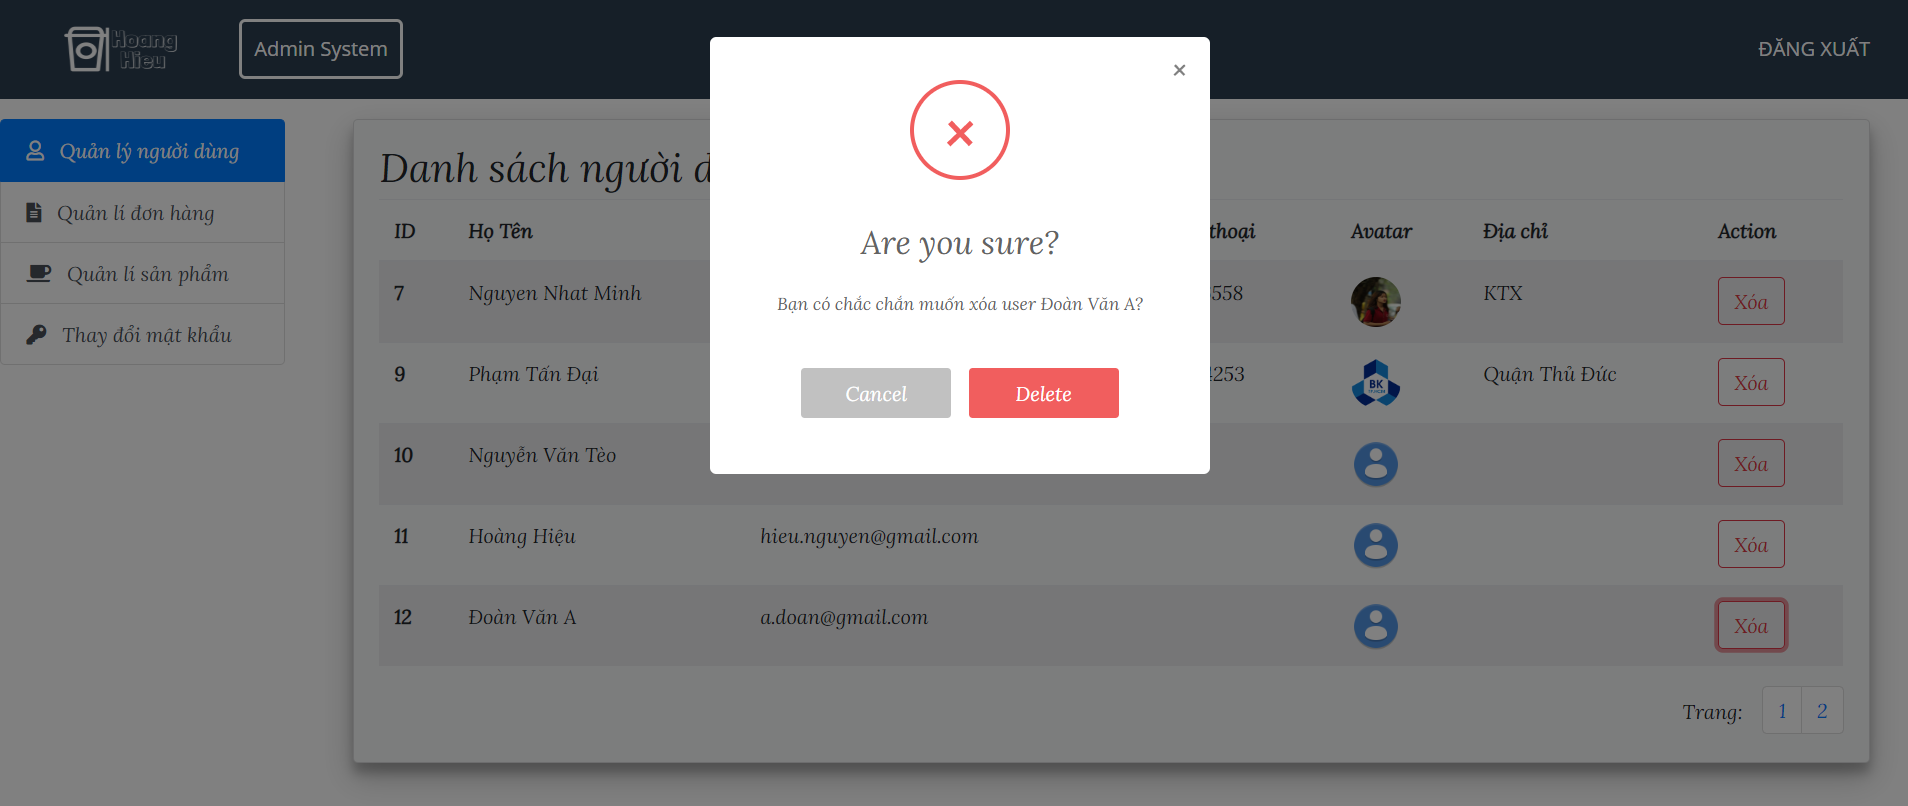 Hoang
Hieu
Admin System
ĐĂNG XUẤT
Quản lý người dùng
Quản lí đơn hàng
Quản lí sản phẩm
Thay đổi mật khẩu
Danh sách người
ID Họ Tên thoại Avatar Địa chỉ Action
7 Nguyen Nhat Minh 558 KTX Xóa
9 Phạm Tấn Đại 4253 BK Quận Thủ Đức Xóa
10 Nguyễn Văn Tèo Xóa
11 Hoàng Hiệu hieu.nguyen@gmail.com Xóa
12 Đoàn Văn A a.doan@gmail.com Xóa
Trang: 1 2
×
Are you sure?
Bạn có chắc chắn muốn xóa user Đoàn Văn A?
Cancel Delete